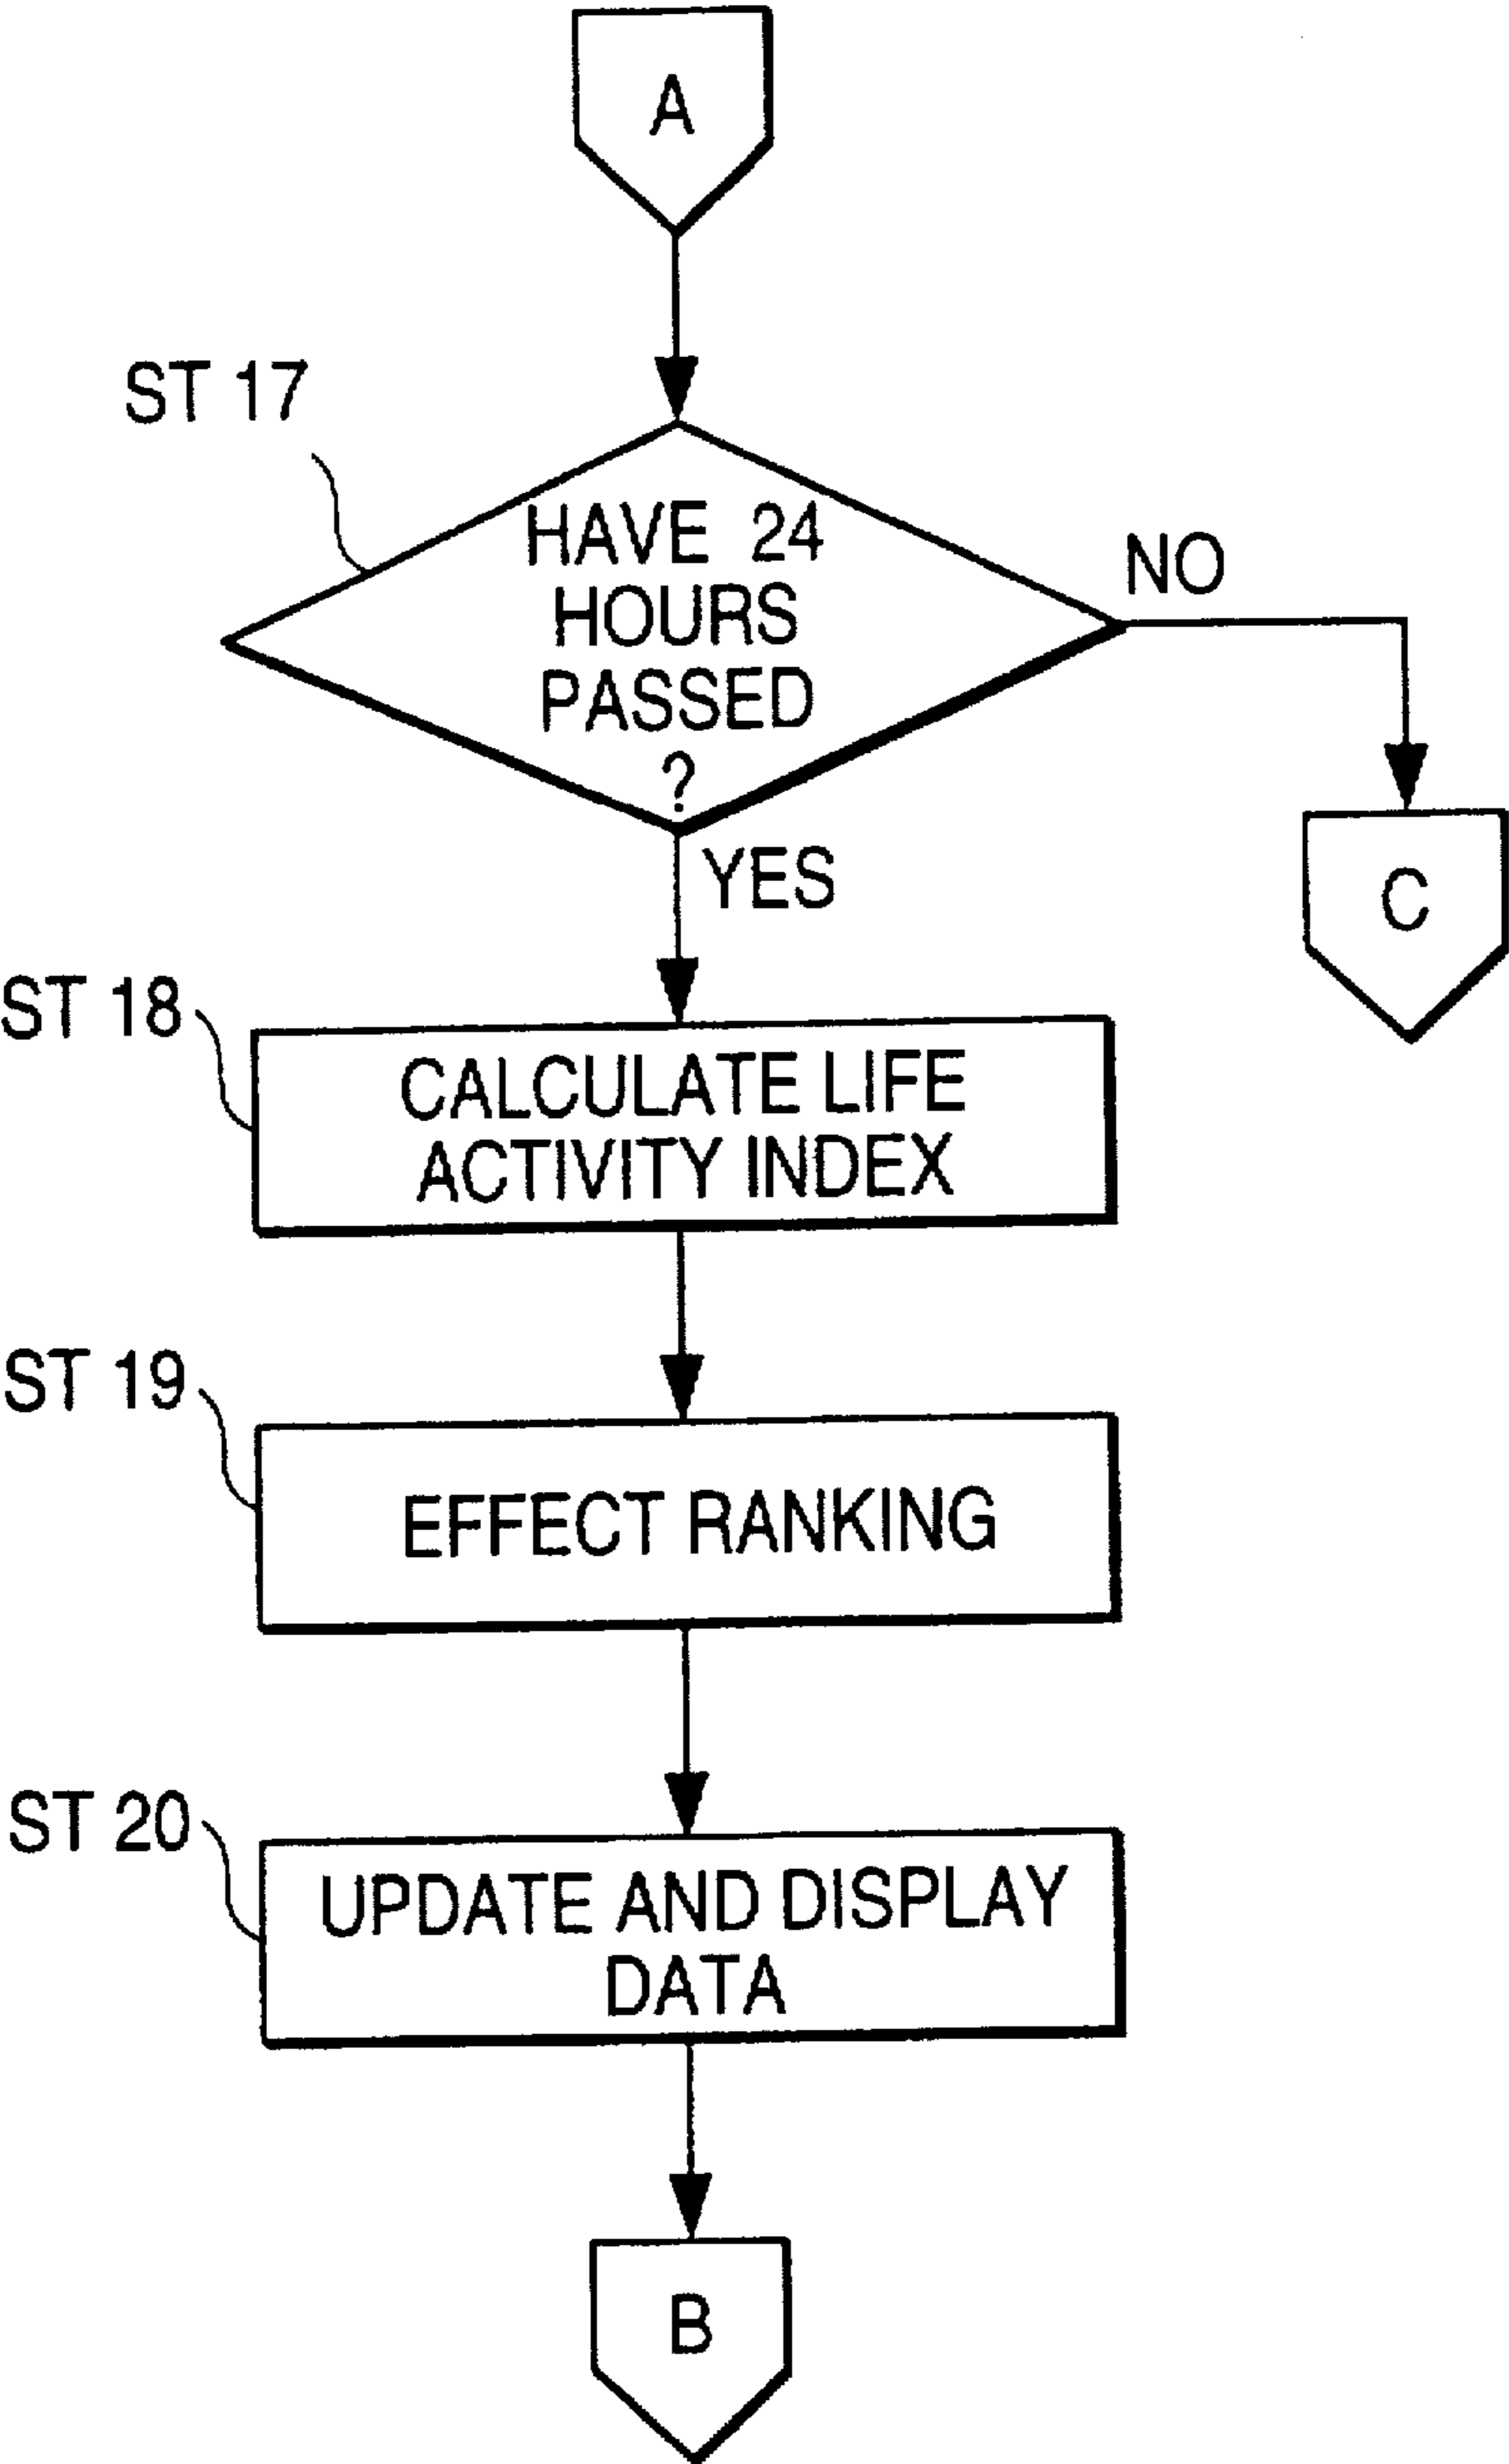 A
ST 17
HAVE 24
HOURS
PASSED
?
NO
YES
C
ST 18
CALCULATE LIFE
ACTIVITY INDEX
ST 19
EFFECT RANKING
ST 20
UPDATE AND DISPLAY
DATA
B